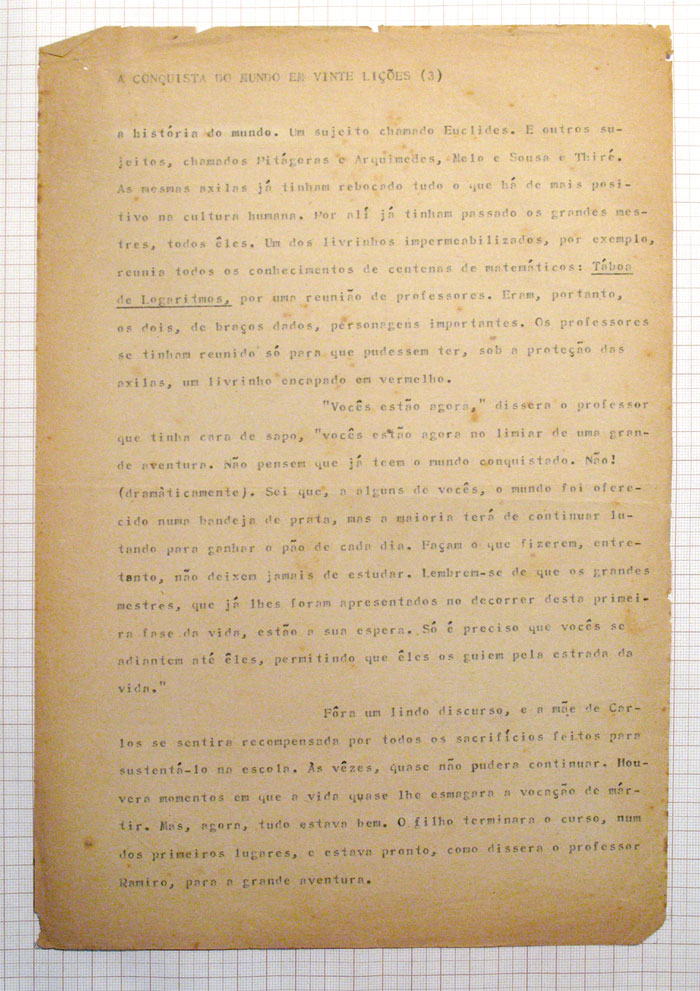 A CONQUISTA DO MUNDO EM VINTE LIÇÕES (3)
a história do mundo. Um sujeito chamado Euclides. E outros su-
jeitos, chamados Pitágoras e Arquimedes, Melo e Sousa e Thiré.
As mesmas axilas já tinham rebocado tudo o que há de mais posi-
tivo na cultura humana. Por alí já tinham passado os grandes mes-
tres, todos êles. Um dos livrinhos impermeabilizados, por exemplo,
reunia todos os conhecimentos de centenas de matemáticos: Táboa
de Logaritmos, por uma reunião de professores. Eram, portanto,
os dois, de braços dados, personagens importantes. Os professores
se tinham reunido só para que pudessem ter, sob a proteção das
axilas, um livrinho encapado em vermelho.
"Vocês estão agora," dissera o professor
que tinha cara de sapo, "vocês estão agora no limiar de uma gran-
de aventura. Não pensem que já teem o mundo conquistado. Não!
(dramàticamente). Sei que, a alguns de vocês, o mundo foi ofere-
cido numa bandeja de prata, mas a maioria terá de continuar lu-
tando para ganhar o pão de cada dia. Façam o que fizerem, entre-
tanto, não deixem jamais de estudar. Lembrem-se de que os grandes
mestres, que já lhes foram apresentados no decorrer desta primei-
ra fase da vida, estão a sua espera. Só é preciso que vocês se
adiantem até êles, permitindo que êles os guiem pela estrada da
vida."
Fôra um lindo discurso, e a mãe de Car-
los se sentira recompensada por todos os sacrifícios feitos para
sustentá-lo na escola. Às vêzes, quase não pudera continuar. Hou-
vera momentos em que a vida quase lhe esmagara a vocação de már-
tir. Mas, agora, tudo estava bem. O filho terminara o curso, num
dos primeiros lugares, e estava pronto, como dissera o professor
Ramiro, para a grande aventura.